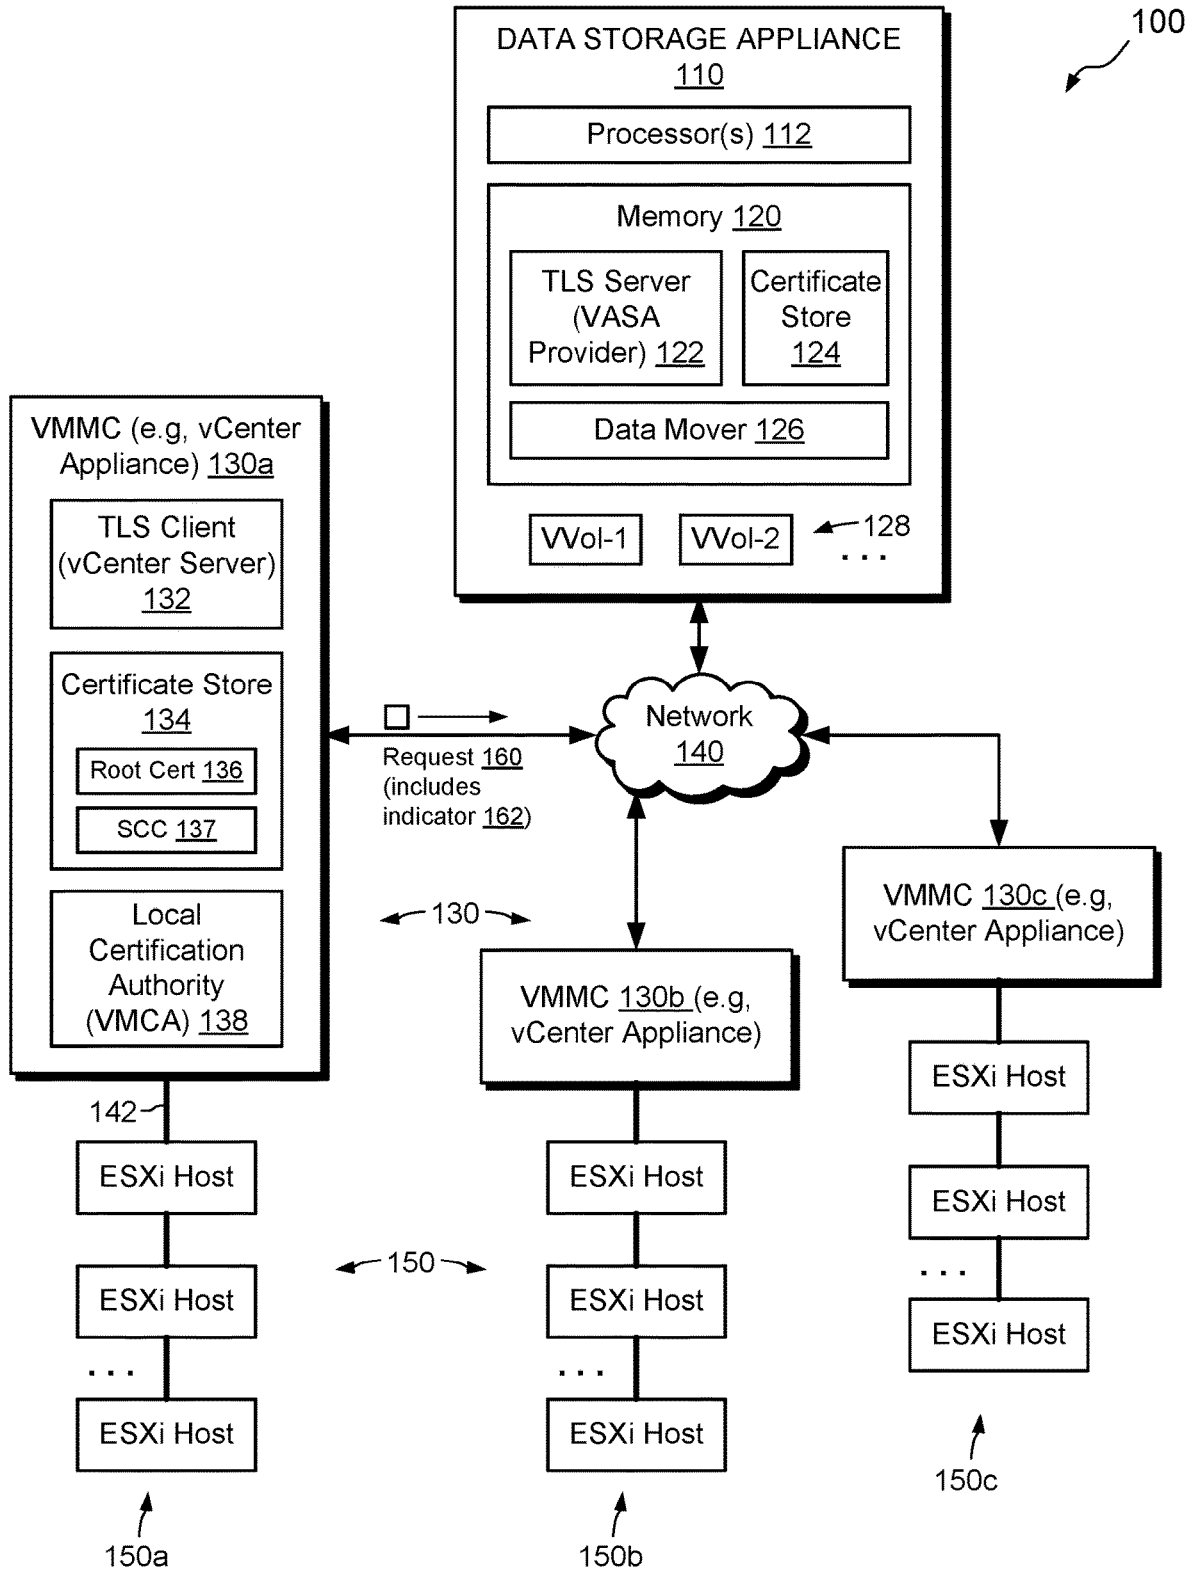 100
DATA STORAGE APPLIANCE
110
Processor(s) 112
Memory 120
TLS Server
(VASA
Provider) 122
Certificate
Store
124
Data Mover 126
VVol-1
VVol-2
128
. . .
VMMC (e.g, vCenter
Appliance) 130a
TLS Client
(vCenter Server)
132
Certificate Store
134
Root Cert 136
SCC 137
Local
Certification
Authority
(VMCA) 138
Request 160
(includes
indicator 162)
Network
140
130
VMMC 130b (e.g,
vCenter Appliance)
VMMC 130c (e.g,
vCenter Appliance)
142
ESXi Host
ESXi Host
. . .
ESXi Host
150a
150
ESXi Host
ESXi Host
. . .
ESXi Host
150b
ESXi Host
ESXi Host
. . .
ESXi Host
150c